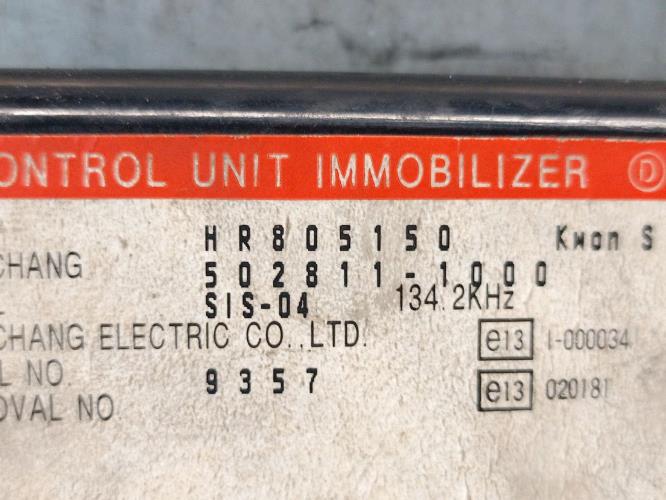 ONTROL UNIT IMMOBILIZER D
HR805150 Kwon S
CHANG 502811-1000
SIS-04 134.2KHz
CHANG ELECTRIC CO.,LTD. e13 1-000034
L NO. 9357
OVAL NO e13 020181